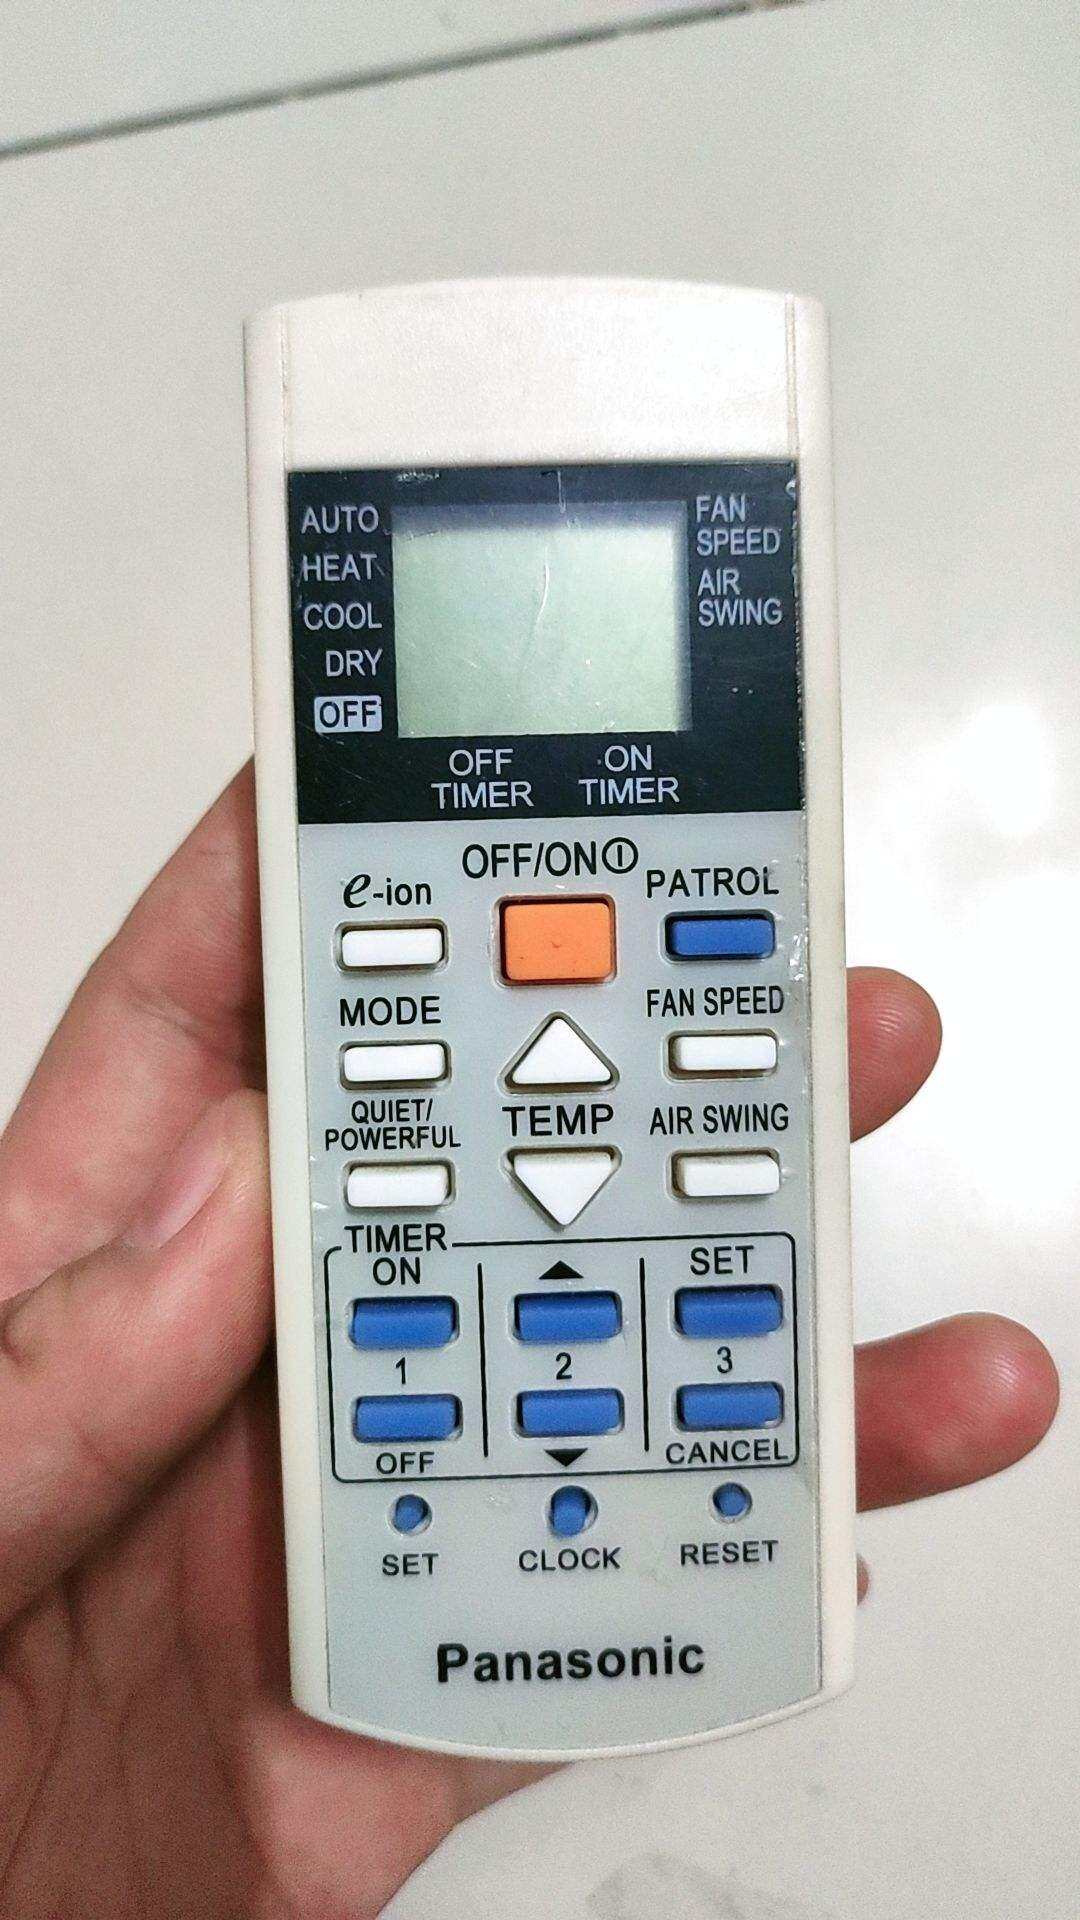 AUTO
HEAT
COOL
DRY
OFF
FAN
SPEED
AIR
SWING
OFF
TIMER
ON
TIMER
OFF/ON
e-ion
PATROL
MODE
FAN SPEED
QUIET/
POWERFUL
TEMP
AIR SWING
TIMER
ON
▲
SET
1
2
3
OFF
▼
CANCEL
SET
CLOCK
RESET
Panasonic